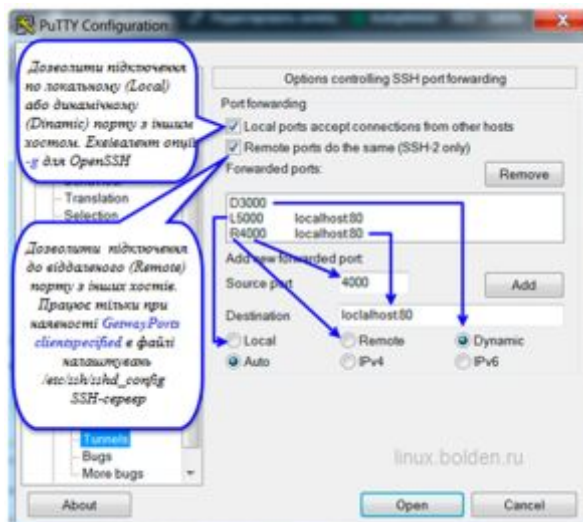 PuTTY Configuration
Дозволити підключення
по локальному (Local)
або динамічному
(Dinamic) порту з інших
хостом. Еквівалент опції
-g для OpenSSH
Translation
Selection
Дозволити підключення
до віддаленого (Remote)
порту з інших хостів.
Працює тільки при
наявності GetwayPorts
clientspecified в файлі
налаштувань
/etc/ssh/sshd_config
SSH-сервер
Tunnels
Bugs
More bugs
Options controlling SSH port forwarding
Port forwarding
Local ports accept connections from other hosts
Remote ports do the same (SSH-2 only)
Forwarded ports:
Remove
D3000
L5000 localhost:80
R4000 localhost:80
Add new forwarded port:
Source port 4000 Add
Destination loclalhost:80
Local Remote Dynamic
Auto IPv4 IPv6
linux.bolden.ru
About Open Cancel